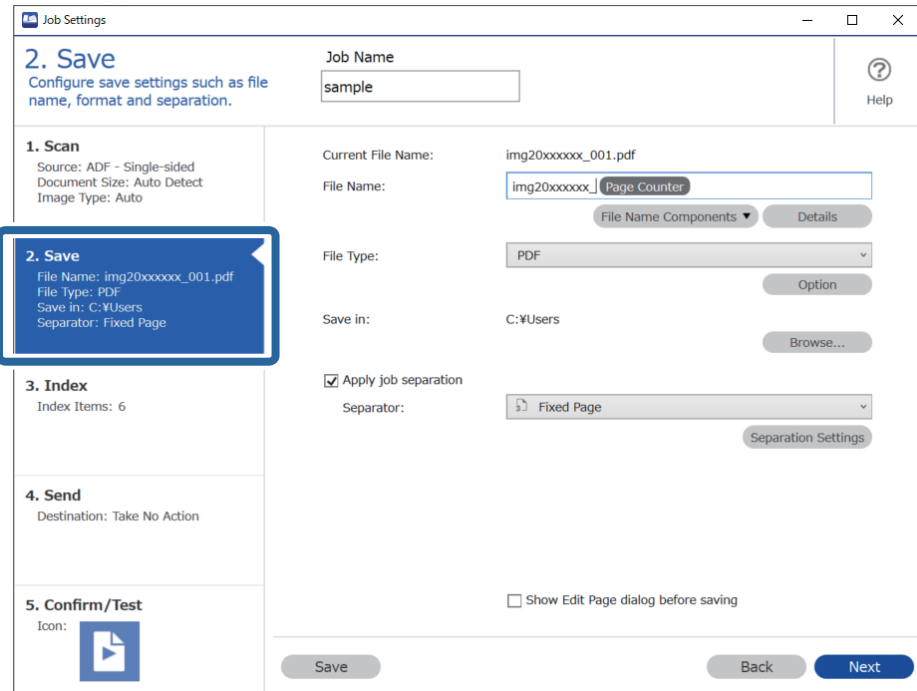 Job Settings
2. Save
Configure save settings such as file
name, format and separation.
Job Name
sample
Help
1. Scan
Source: ADF - Single-sided
Document Size: Auto Detect
Image Type: Auto
2. Save
File Name: img20xxxxxx_001.pdf
File Type: PDF
Save in: C:¥Users
Separator: Fixed Page
3. Index
Index Items: 6
4. Send
Destination: Take No Action
5. Confirm/Test
Icon:
Current File Name: img20xxxxxx_001.pdf
File Name: img20xxxxxx_ Page Counter
File Name Components ▼ Details
File Type: PDF
Option
Save in: C:¥Users
Browse...
Apply job separation
Separator: Fixed Page
Separation Settings
Show Edit Page dialog before saving
Save Back Next